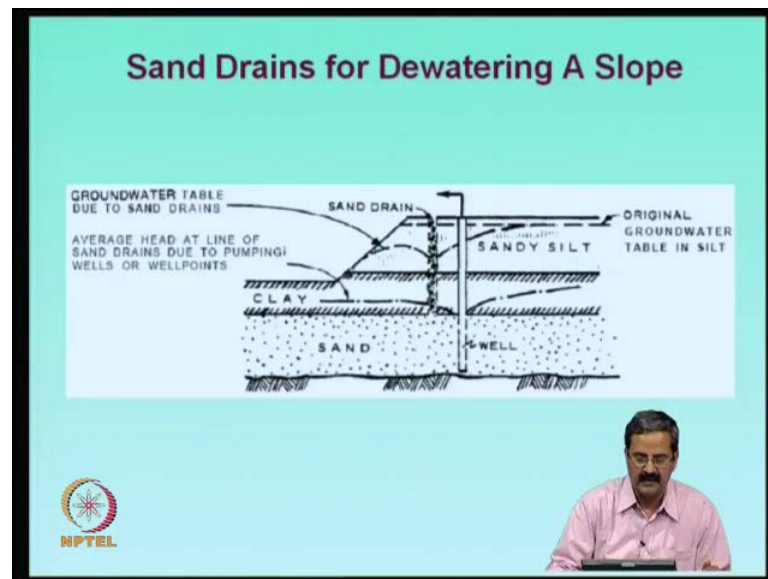 Sand Drains for Dewatering A Slope
GROUNDWATER TABLE
DUE TO SAND DRAINS
AVERAGE HEAD AT LINE OF
SAND DRAINS DUE TO PUMPING
WELLS OR WELLPOINTS
SAND DRAIN
ORIGINAL
GROUNDWATER
TABLE IN SILT
SANDY SILT
CLAY
SAND
WELL
NPTEL